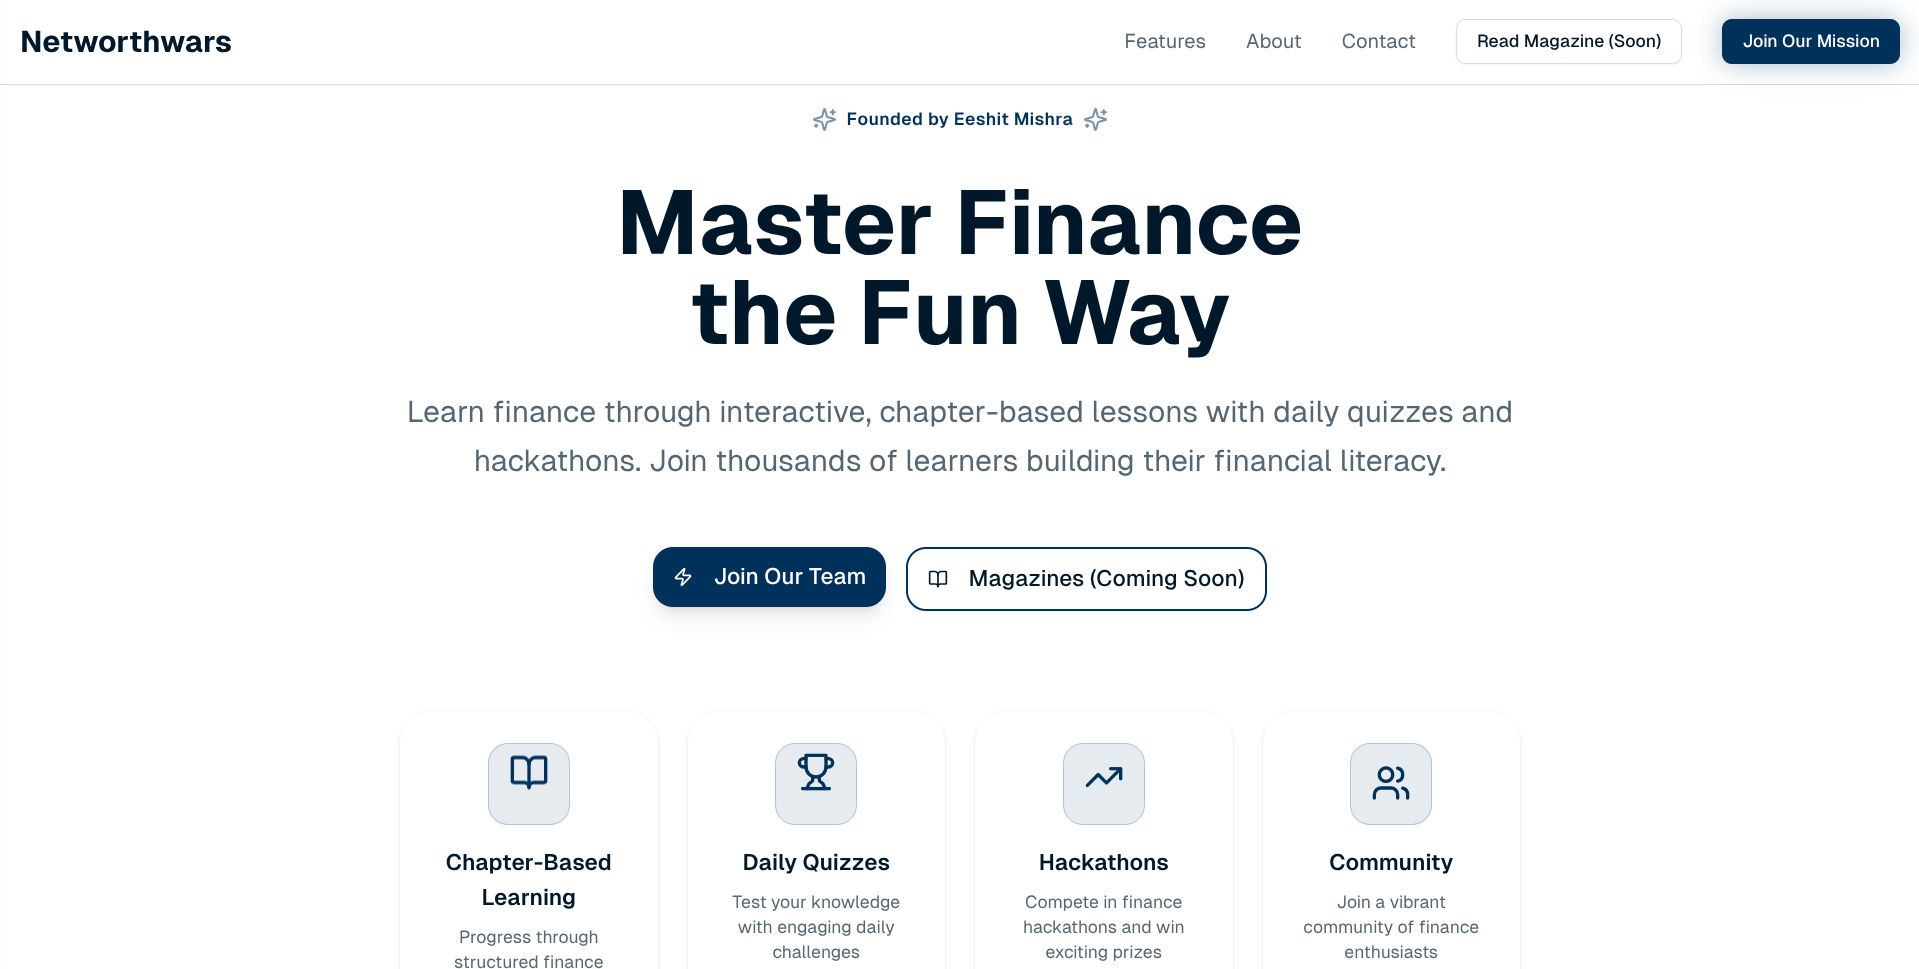 Networthwars
Features
About
Contact
Read Magazine (Soon)
Join Our Mission
Founded by Eeshit Mishra
Master Finance
the Fun Way
Learn finance through interactive, chapter-based lessons with daily quizzes and
hackathons. Join thousands of learners building their financial literacy.
Join Our Team
Magazines (Coming Soon)
Chapter-Based
Learning
Progress through
structured finance
Daily Quizzes
Test your knowledge
with engaging daily
challenges
Hackathons
Compete in finance
hackathons and win
exciting prizes
Community
Join a vibrant
community of finance
enthusiasts